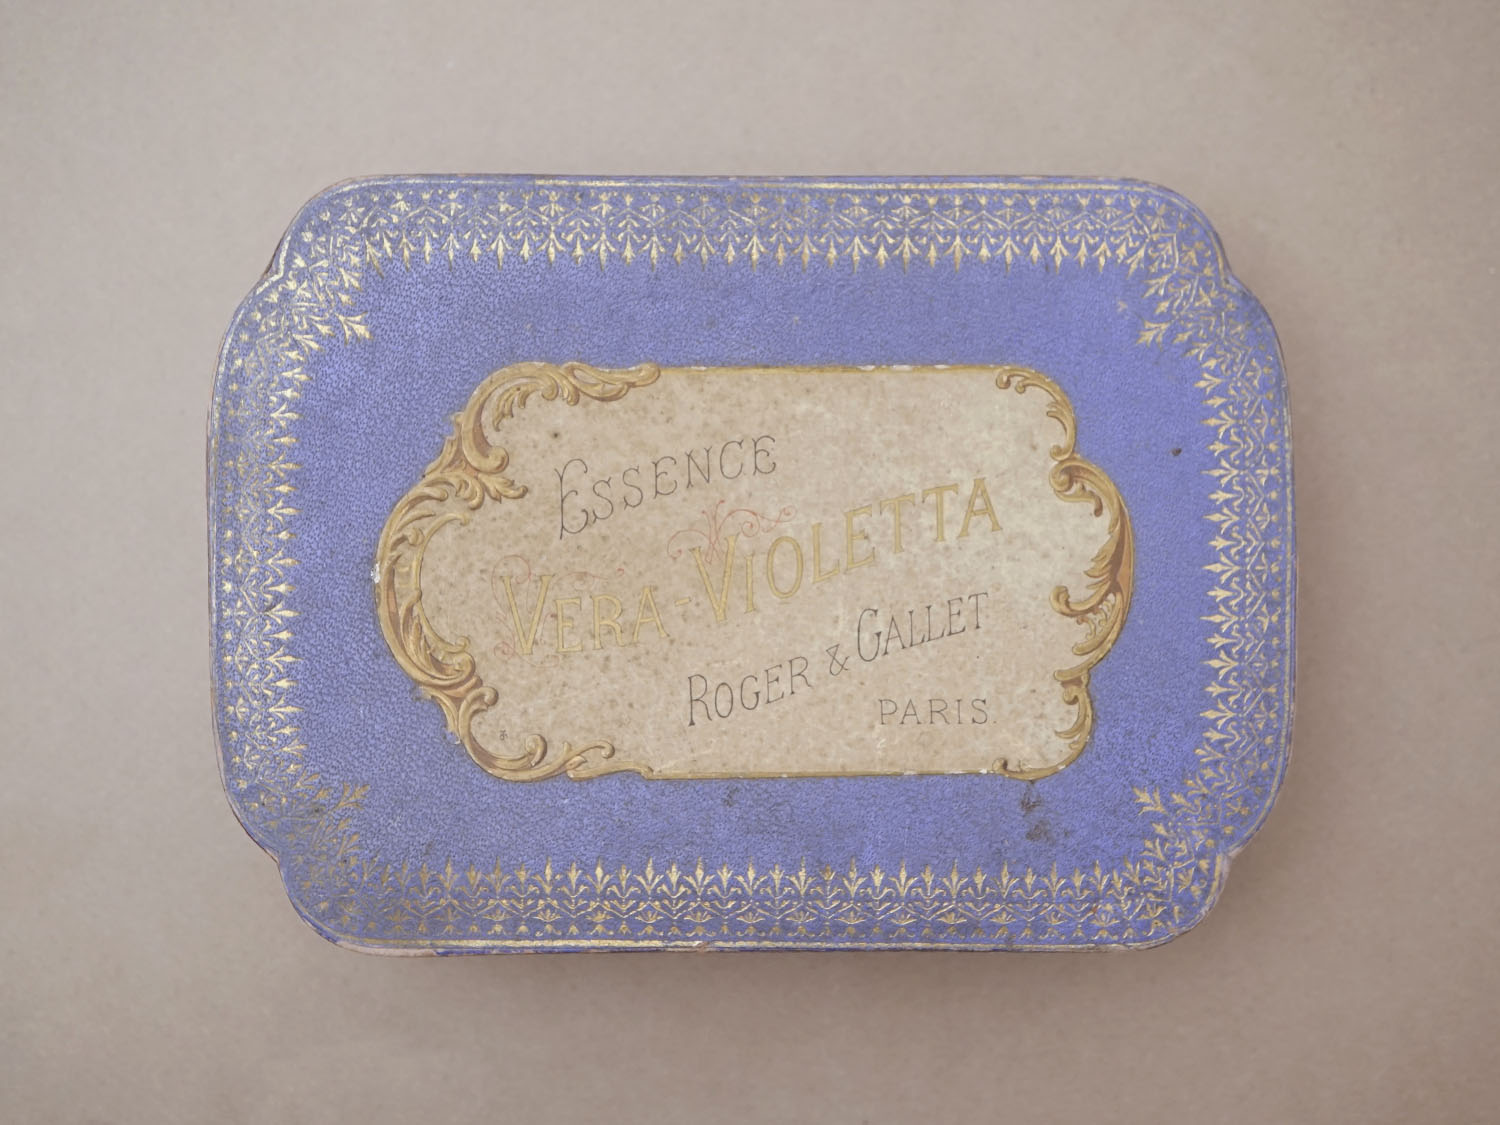 ESSENCE
VERA-VIOLETTA
ROGER & GALLET
PARIS.